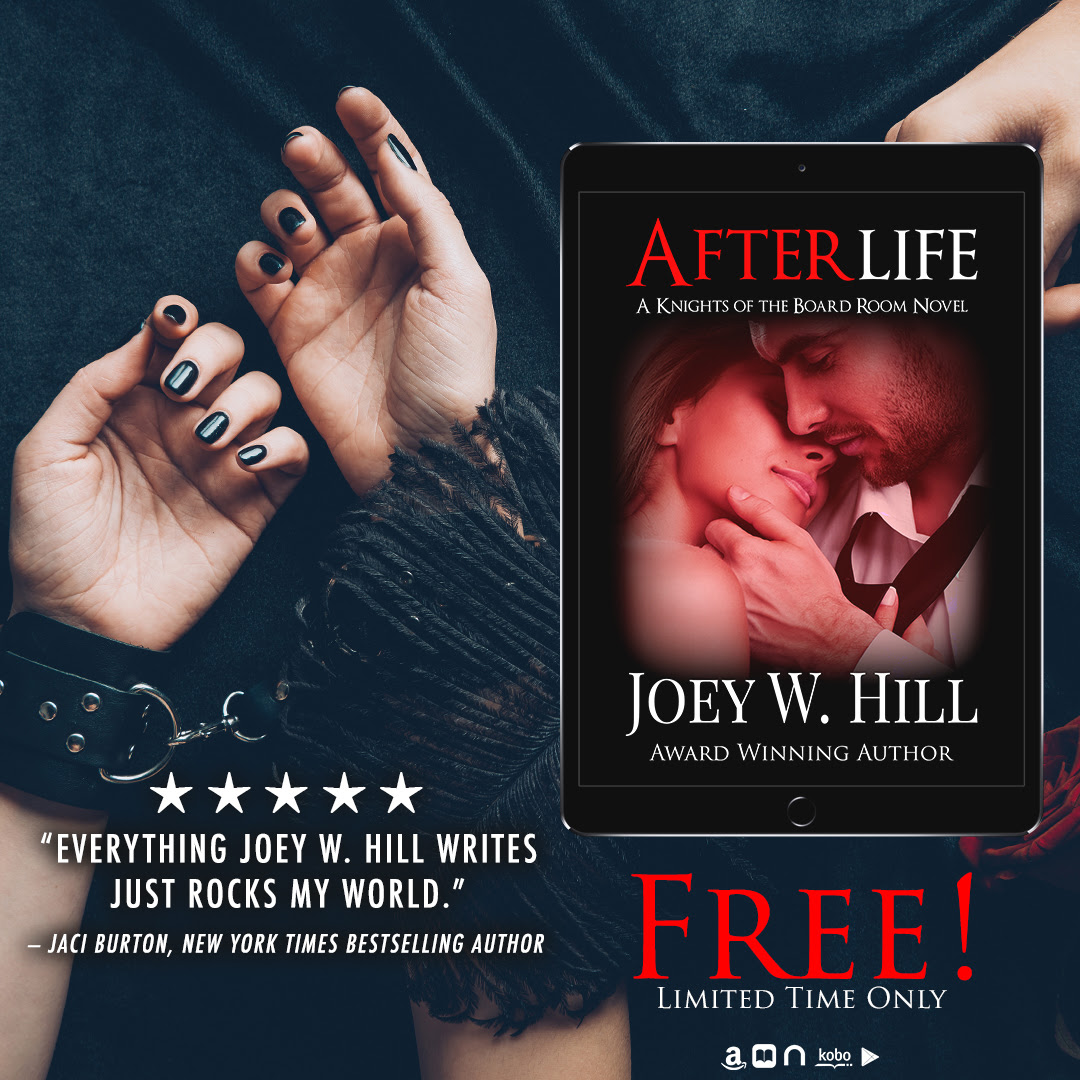 AFTERLIFE
A KNIGHTS OF THE BOARD ROOM NOVEL
JOEY W. HILL
AWARD WINNING AUTHOR
“EVERYTHING JOEY W. HILL WRITES
JUST ROCKS MY WORLD.”
– JACI BURTON, NEW YORK TIMES BESTSELLING AUTHOR
FREE!
LIMITED TIME ONLY
a n kobo